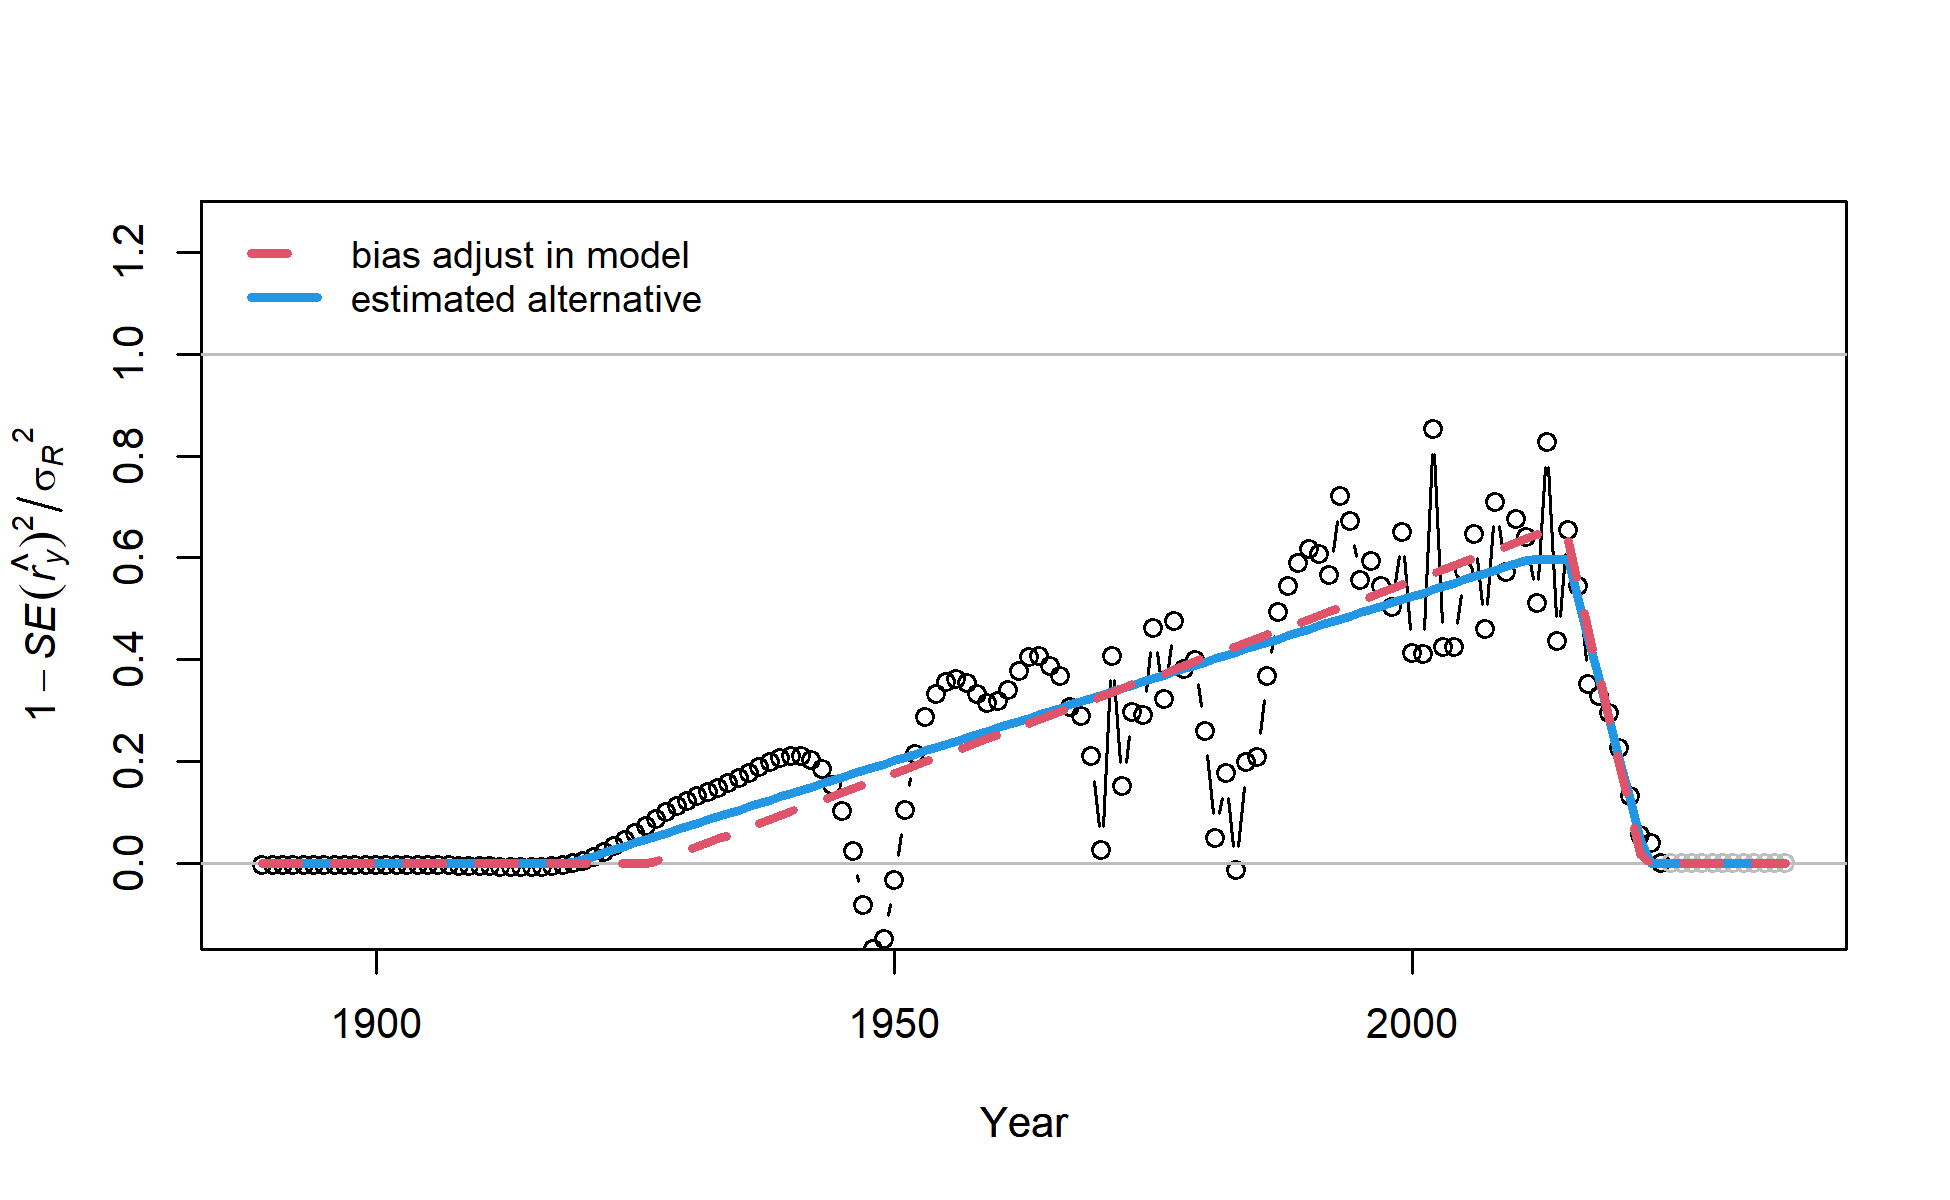 bias adjust in model
estimated alternative
1 − SE(r̂y)² / σR²
1.2
1.0
0.8
0.6
0.4
0.2
0.0
1900 1950 2000
Year